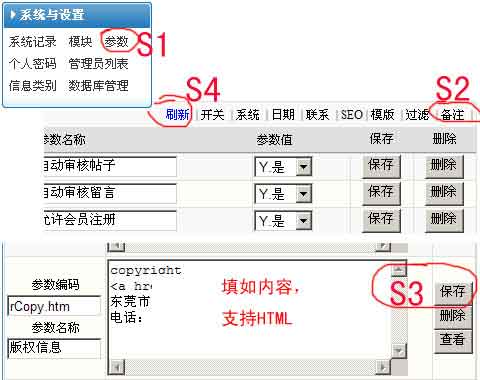 系统与设置
系统记录 模块 参数 S1
个人密码 管理员列表
信息类别 数据库管理
S4 S2
刷新 |开关 |系统 |日期 |联系 |SEO |模版 |过滤 |备注 |
参数名称 参数值 保存 删除
自动审核帖子 Y.是 保存 删除
自动审核留言 Y.是 保存 删除
允许会员注册 Y.是 保存 删除
参数编码
rCopy.htm
参数名称
版权信息
copyright
<a hr
东莞市
电话:
填如内容,
支持HTML
S3
保存
删除
查看